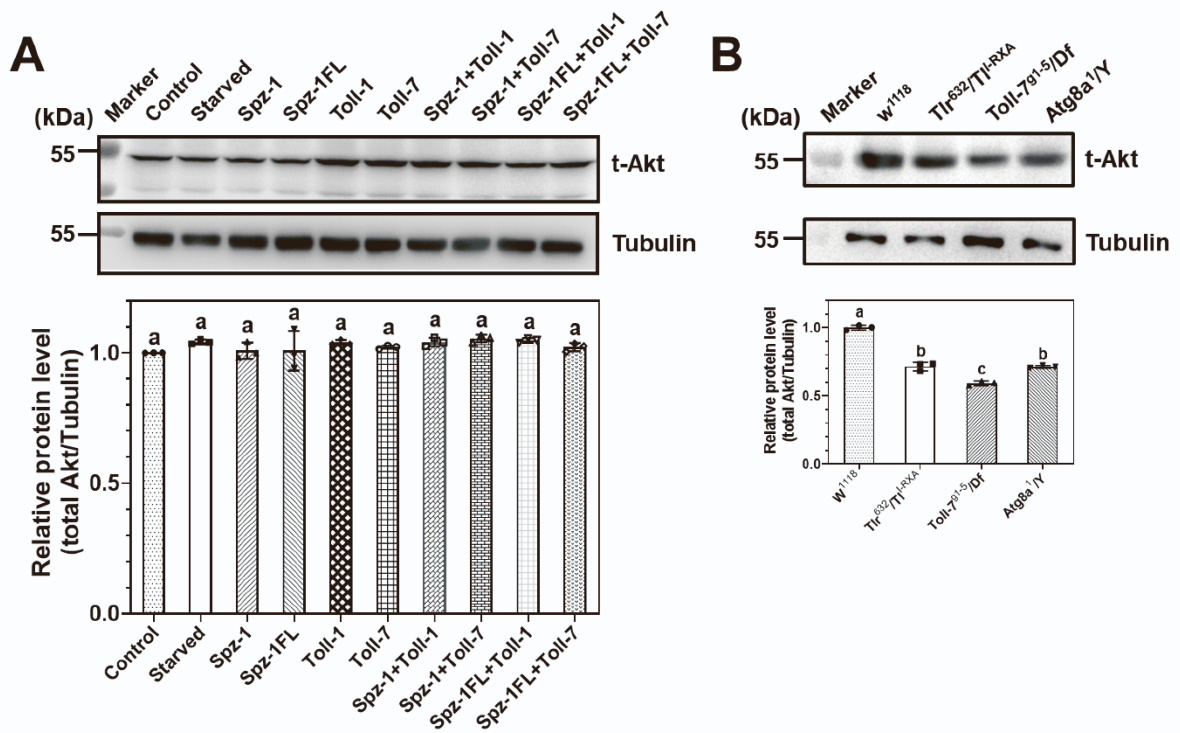 A
Marker
Control
Starved
Spz-1
Spz-1FL
Toll-1
Toll-7
Spz-1+Toll-1
Spz-1+Toll-7
Spz-1FL+Toll-1
Spz-1FL+Toll-7
(kDa)
55
t-Akt
55
Tubulin
Relative protein level
(total Akt/Tubulin)
1.0
0.5
0.0
a
a
a
a
a
a
a
a
a
a
Control
Starved
Spz-1
Spz-1FL
Toll-1
Toll-7
Spz-1+Toll-1
Spz-1+Toll-7
Spz-1FL+Toll-1
Spz-1FL+Toll-7
B
Marker
w¹¹¹⁸
Tlr⁶³²/Tlᴵ⁻ᴿˣᴬ
Toll-7ᵍ¹⁻⁵/Df
Atg8a¹/Y
(kDa)
55
t-Akt
55
Tubulin
Relative protein level
(total Akt/Tubulin)
1.0
0.5
0.0
a
b
c
b
W¹¹¹⁸
Tlr⁶³²/Tlᴵ⁻ᴿˣᴬ
Toll-7ᵍ¹⁻⁵/Df
Atg8a¹/Y